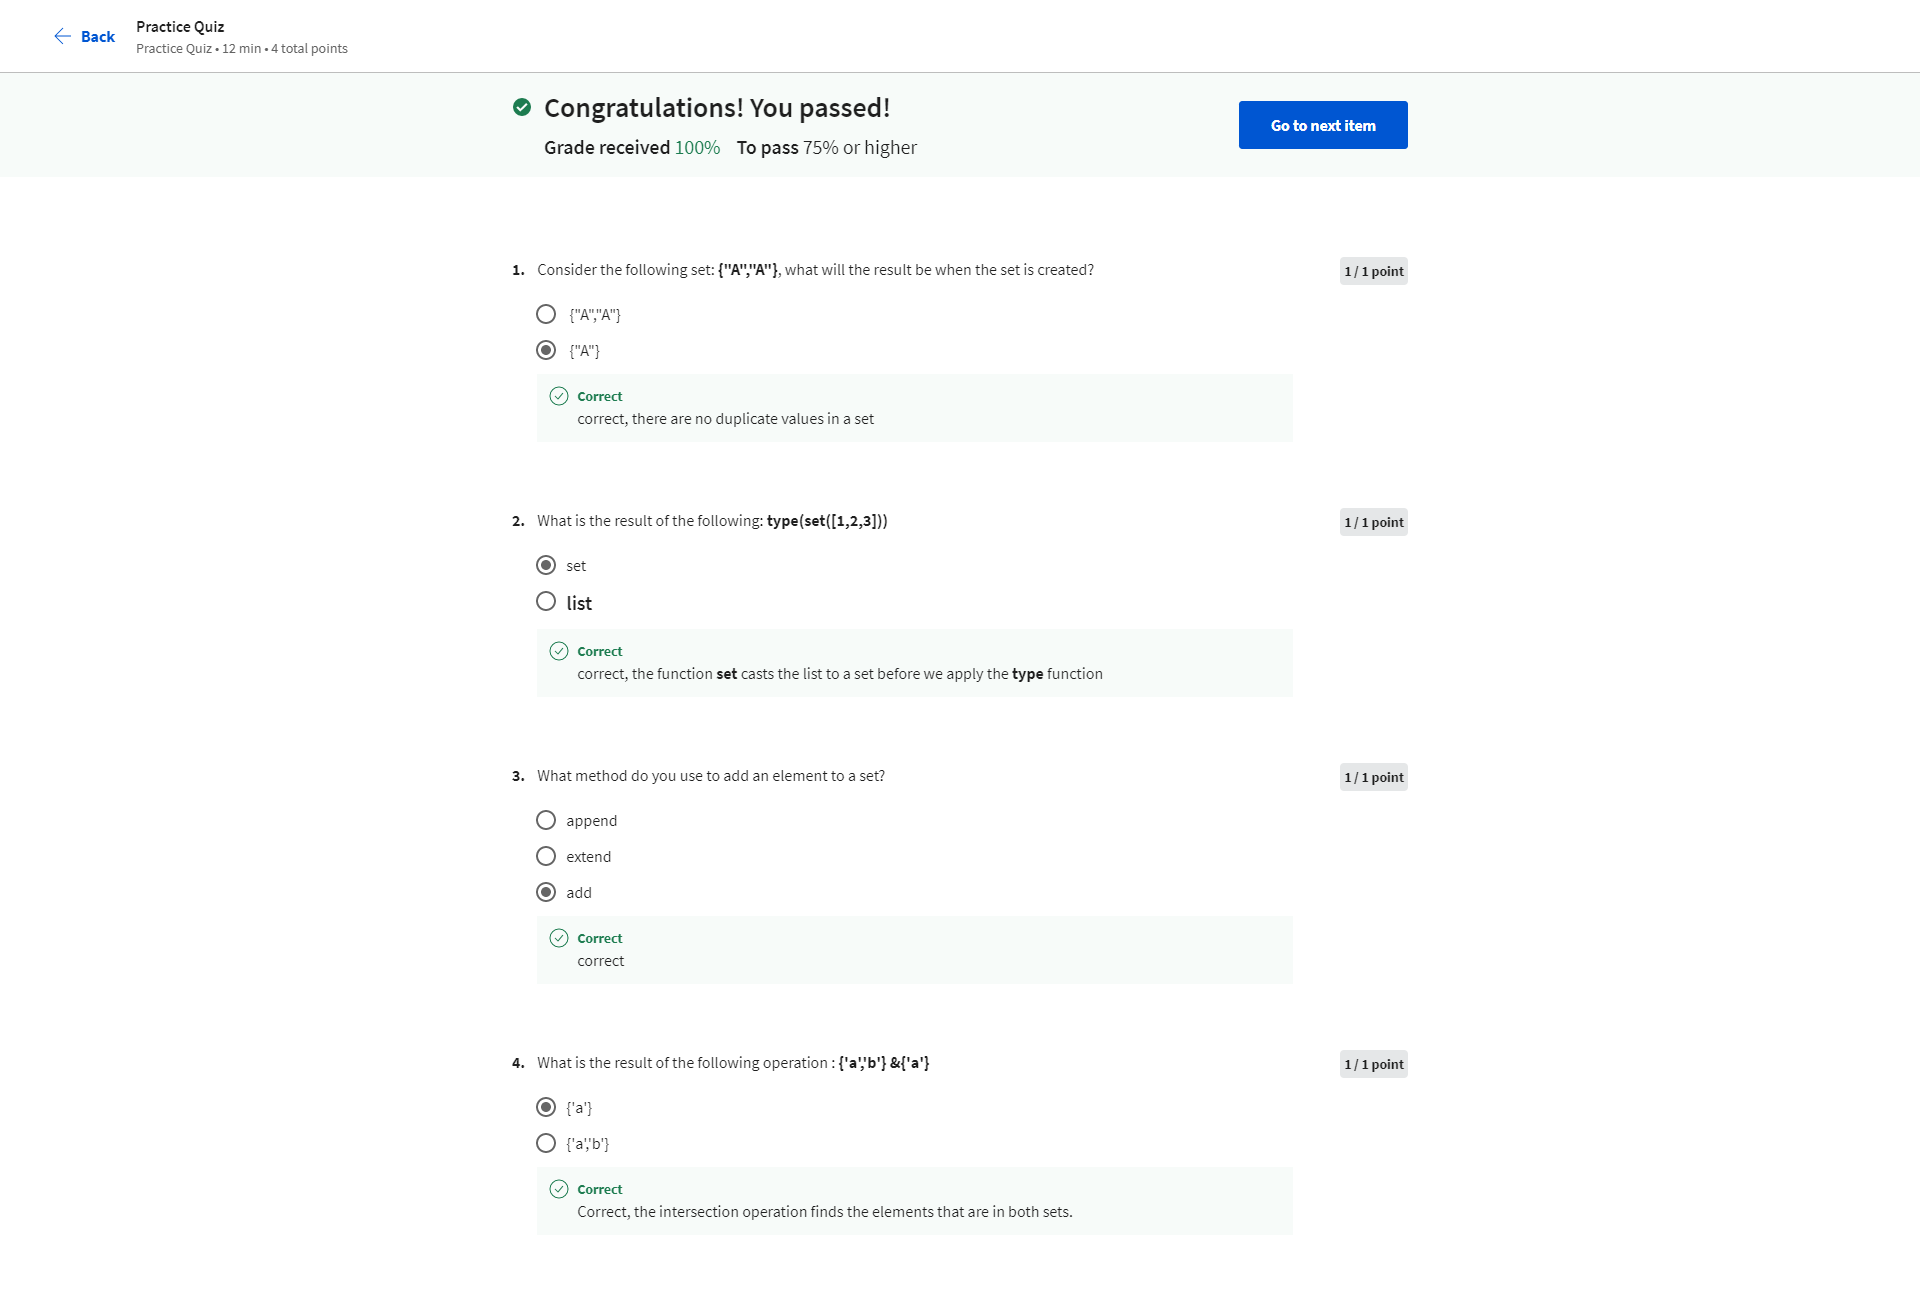 Back
Practice Quiz
Practice Quiz • 12 min • 4 total points
Congratulations! You passed!
Grade received 100% To pass 75% or higher
Go to next item
1. Consider the following set: {"A","A"}, what will the result be when the set is created?
1 / 1 point
{"A","A"}
{"A"}
Correct
correct, there are no duplicate values in a set
2. What is the result of the following: type(set([1,2,3]))
1 / 1 point
set
list
Correct
correct, the function set casts the list to a set before we apply the type function
3. What method do you use to add an element to a set?
1 / 1 point
append
extend
add
Correct
correct
4. What is the result of the following operation : {'a','b'} &{'a'}
1 / 1 point
{'a'}
{'a','b'}
Correct
Correct, the intersection operation finds the elements that are in both sets.